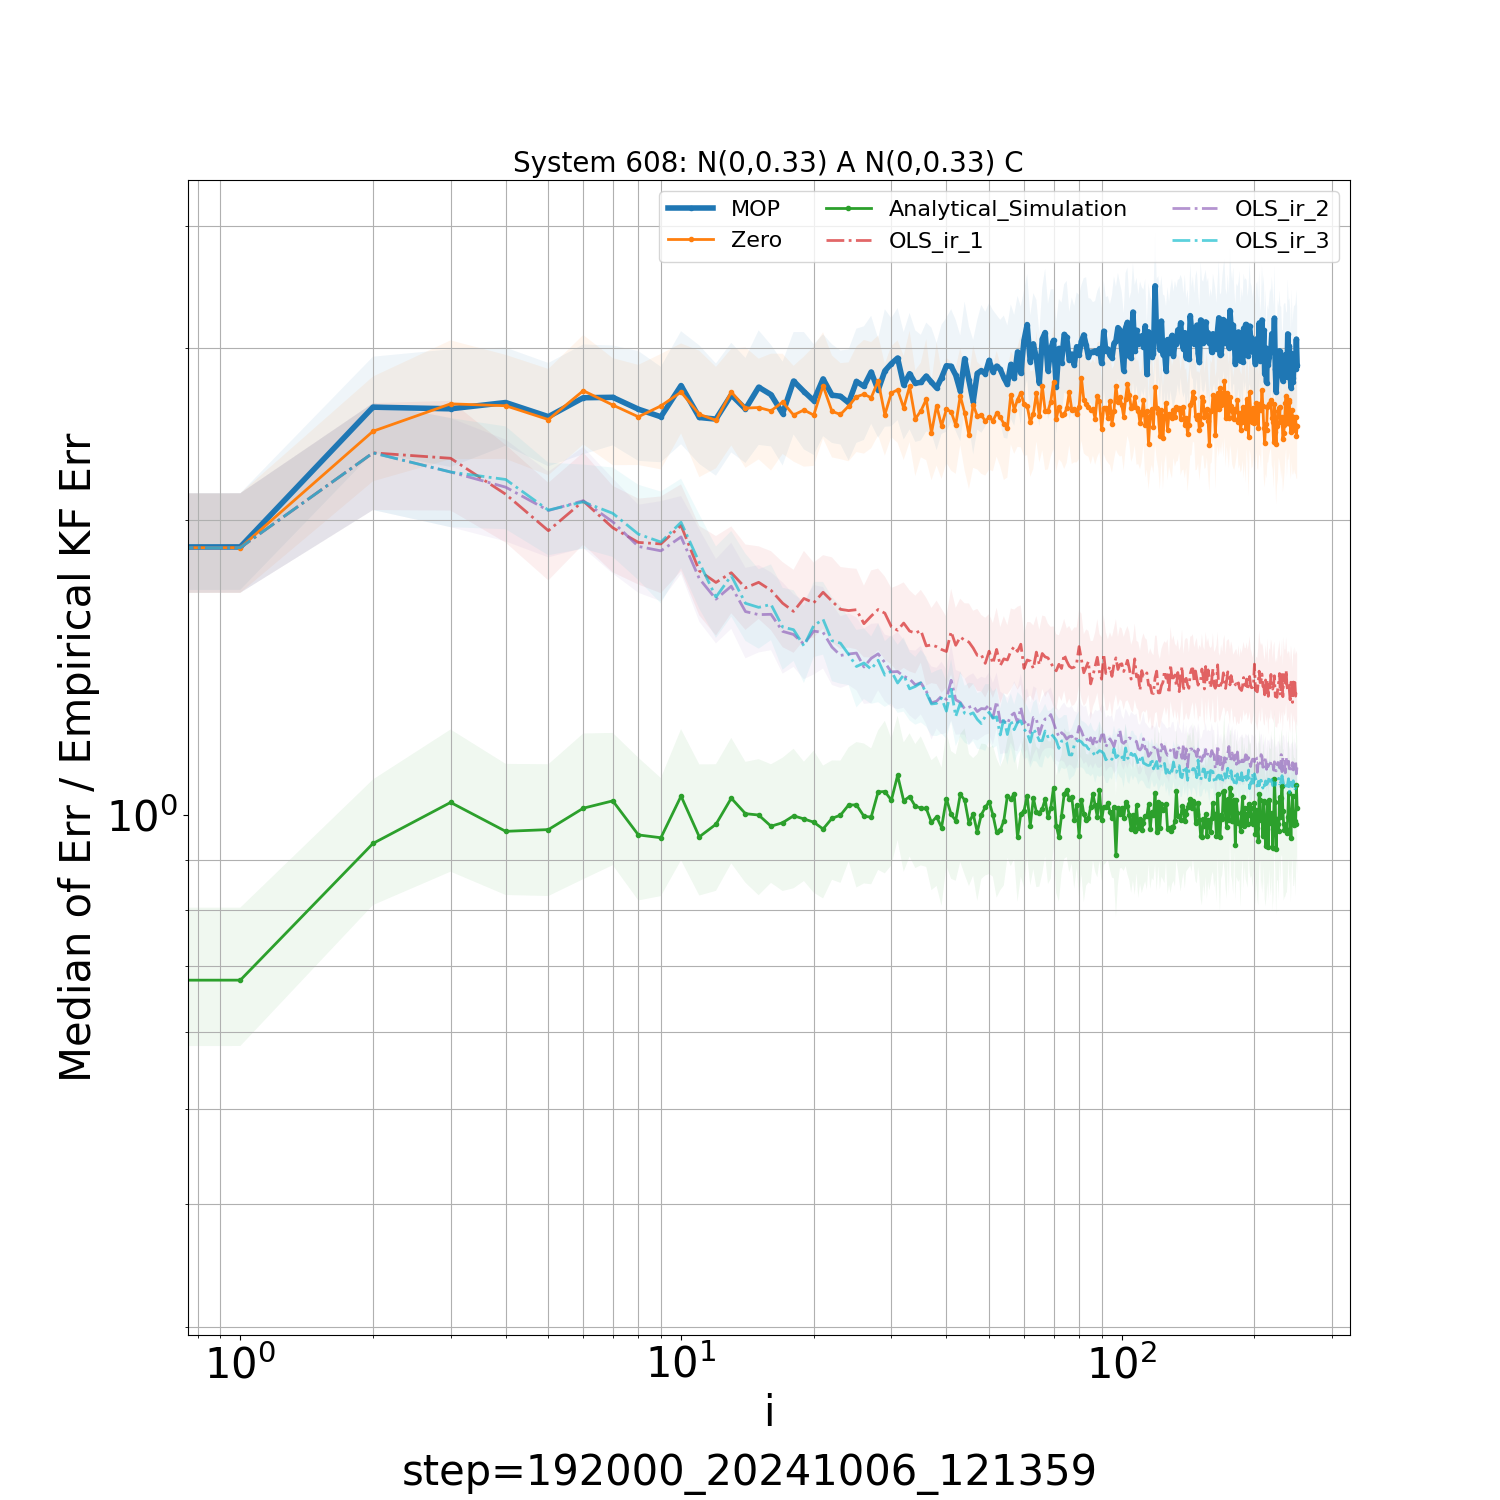 System 608: N(0,0.33) A N(0,0.33) C
MOP
Zero
Analytical_Simulation
OLS_ir_1
OLS_ir_2
OLS_ir_3
Median of Err / Empirical KF Err
10⁰
10⁰
10¹
10²
i
step=192000_20241006_121359